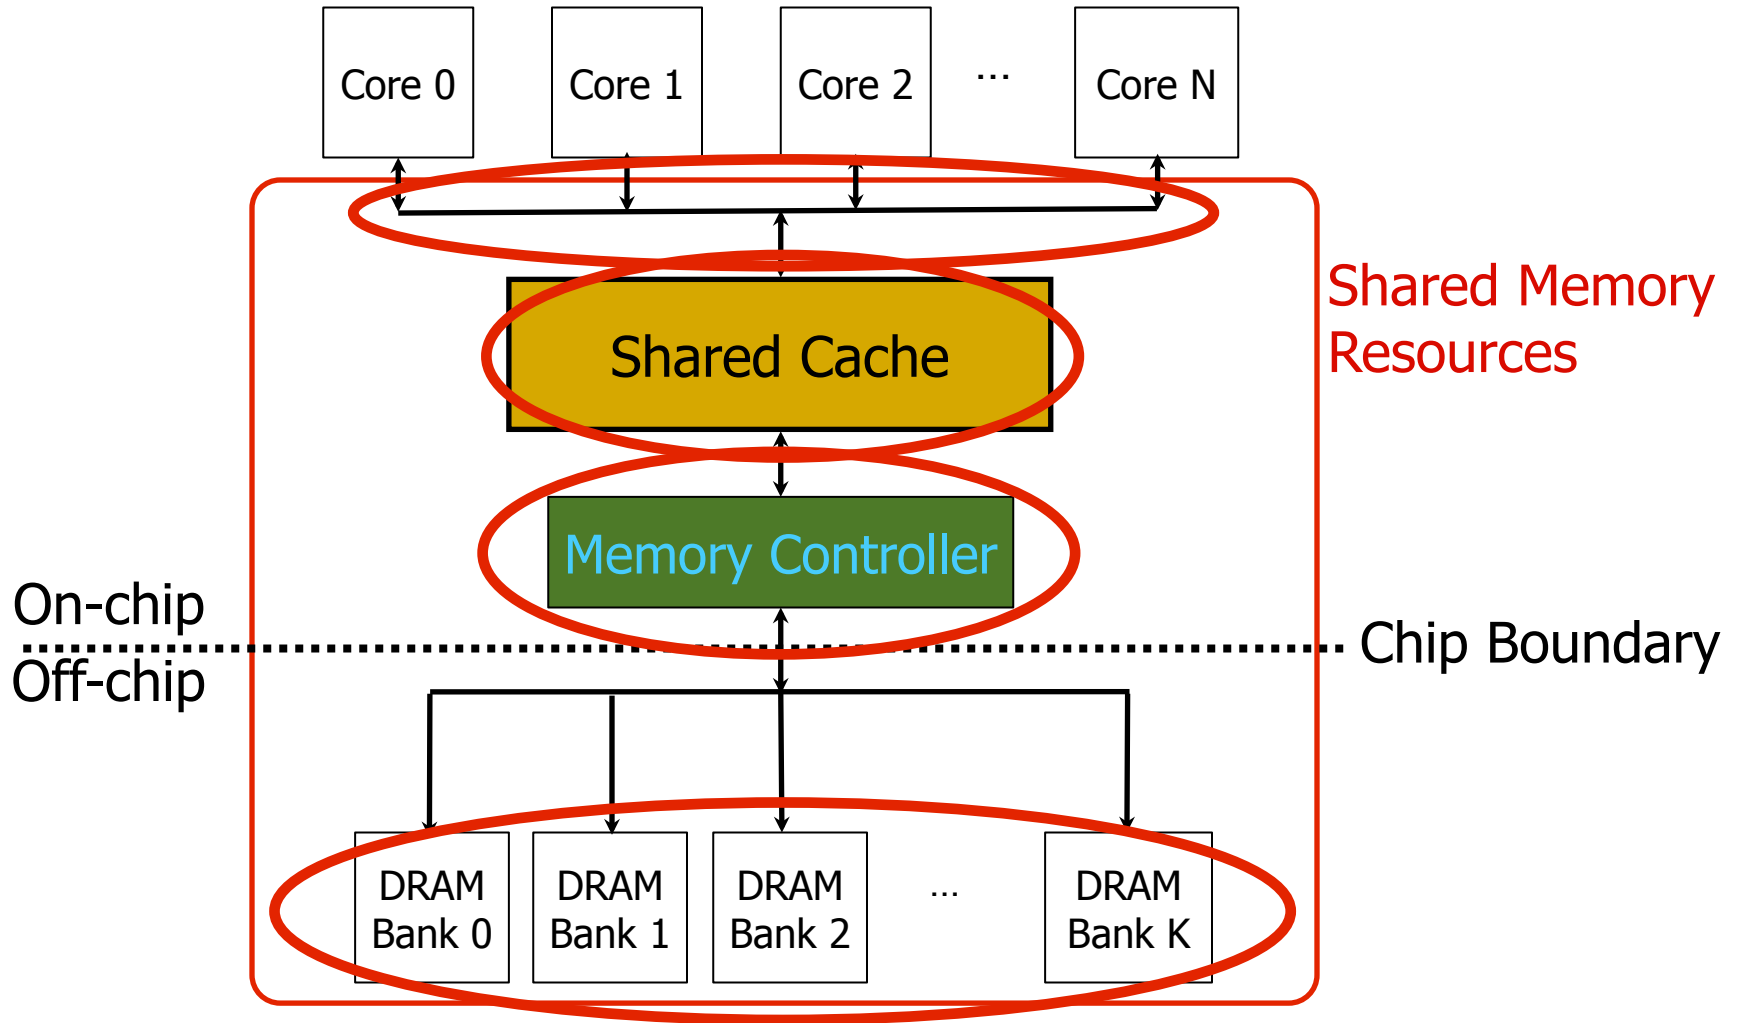 Core 0
Core 1
Core 2
...
Core N
Shared Memory
Resources
Shared Cache
Memory Controller
On-chip
Off-chip
Chip Boundary
DRAM
Bank 0
DRAM
Bank 1
DRAM
Bank 2
...
DRAM
Bank K